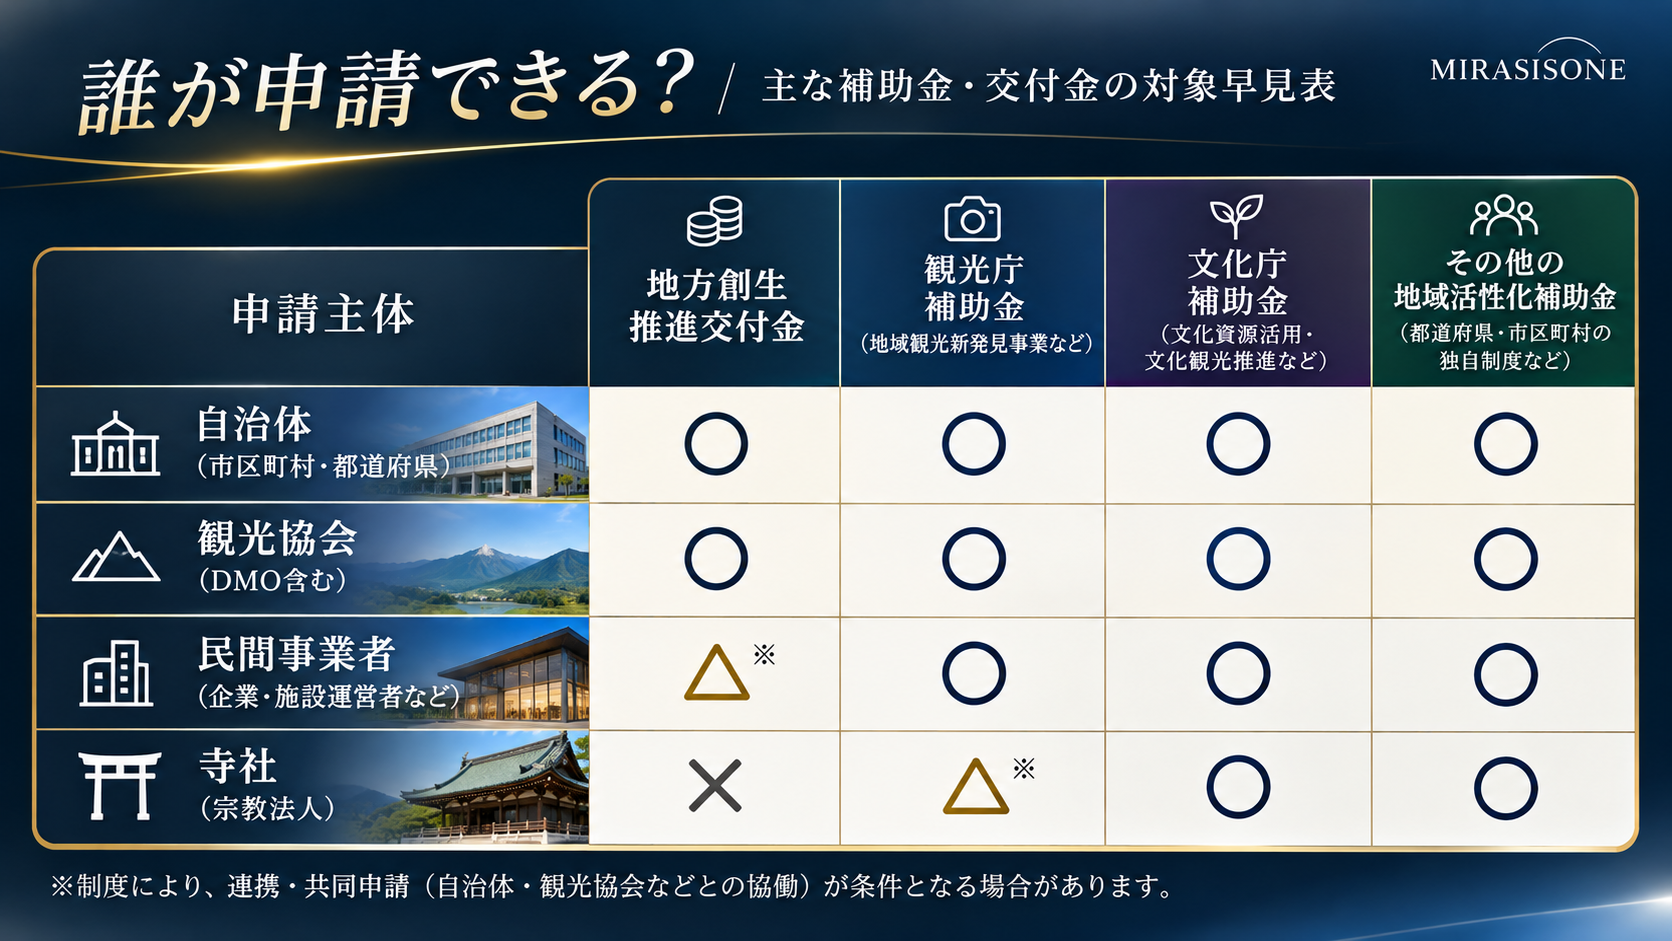 誰が申請できる?/主な補助金・交付金の対象早見表
MIRASISONE
申請主体
地方創生
推進交付金
観光庁
補助金
(地域観光新発見事業など)
文化庁
補助金
(文化資源活用・
文化観光推進など)
その他の
地域活性化補助金
(都道府県・市区町村の
独自制度など)
自治体
(市区町村・都道府県)
○ ○ ○ ○
観光協会
(DMO含む)
○ ○ ○ ○
民間事業者
(企業・施設運営者など)
△※ ○ ○ ○
寺社
(宗教法人)
× △※ ○ ○
※制度により、連携・共同申請(自治体・観光協会などとの協働)が条件となる場合があります。